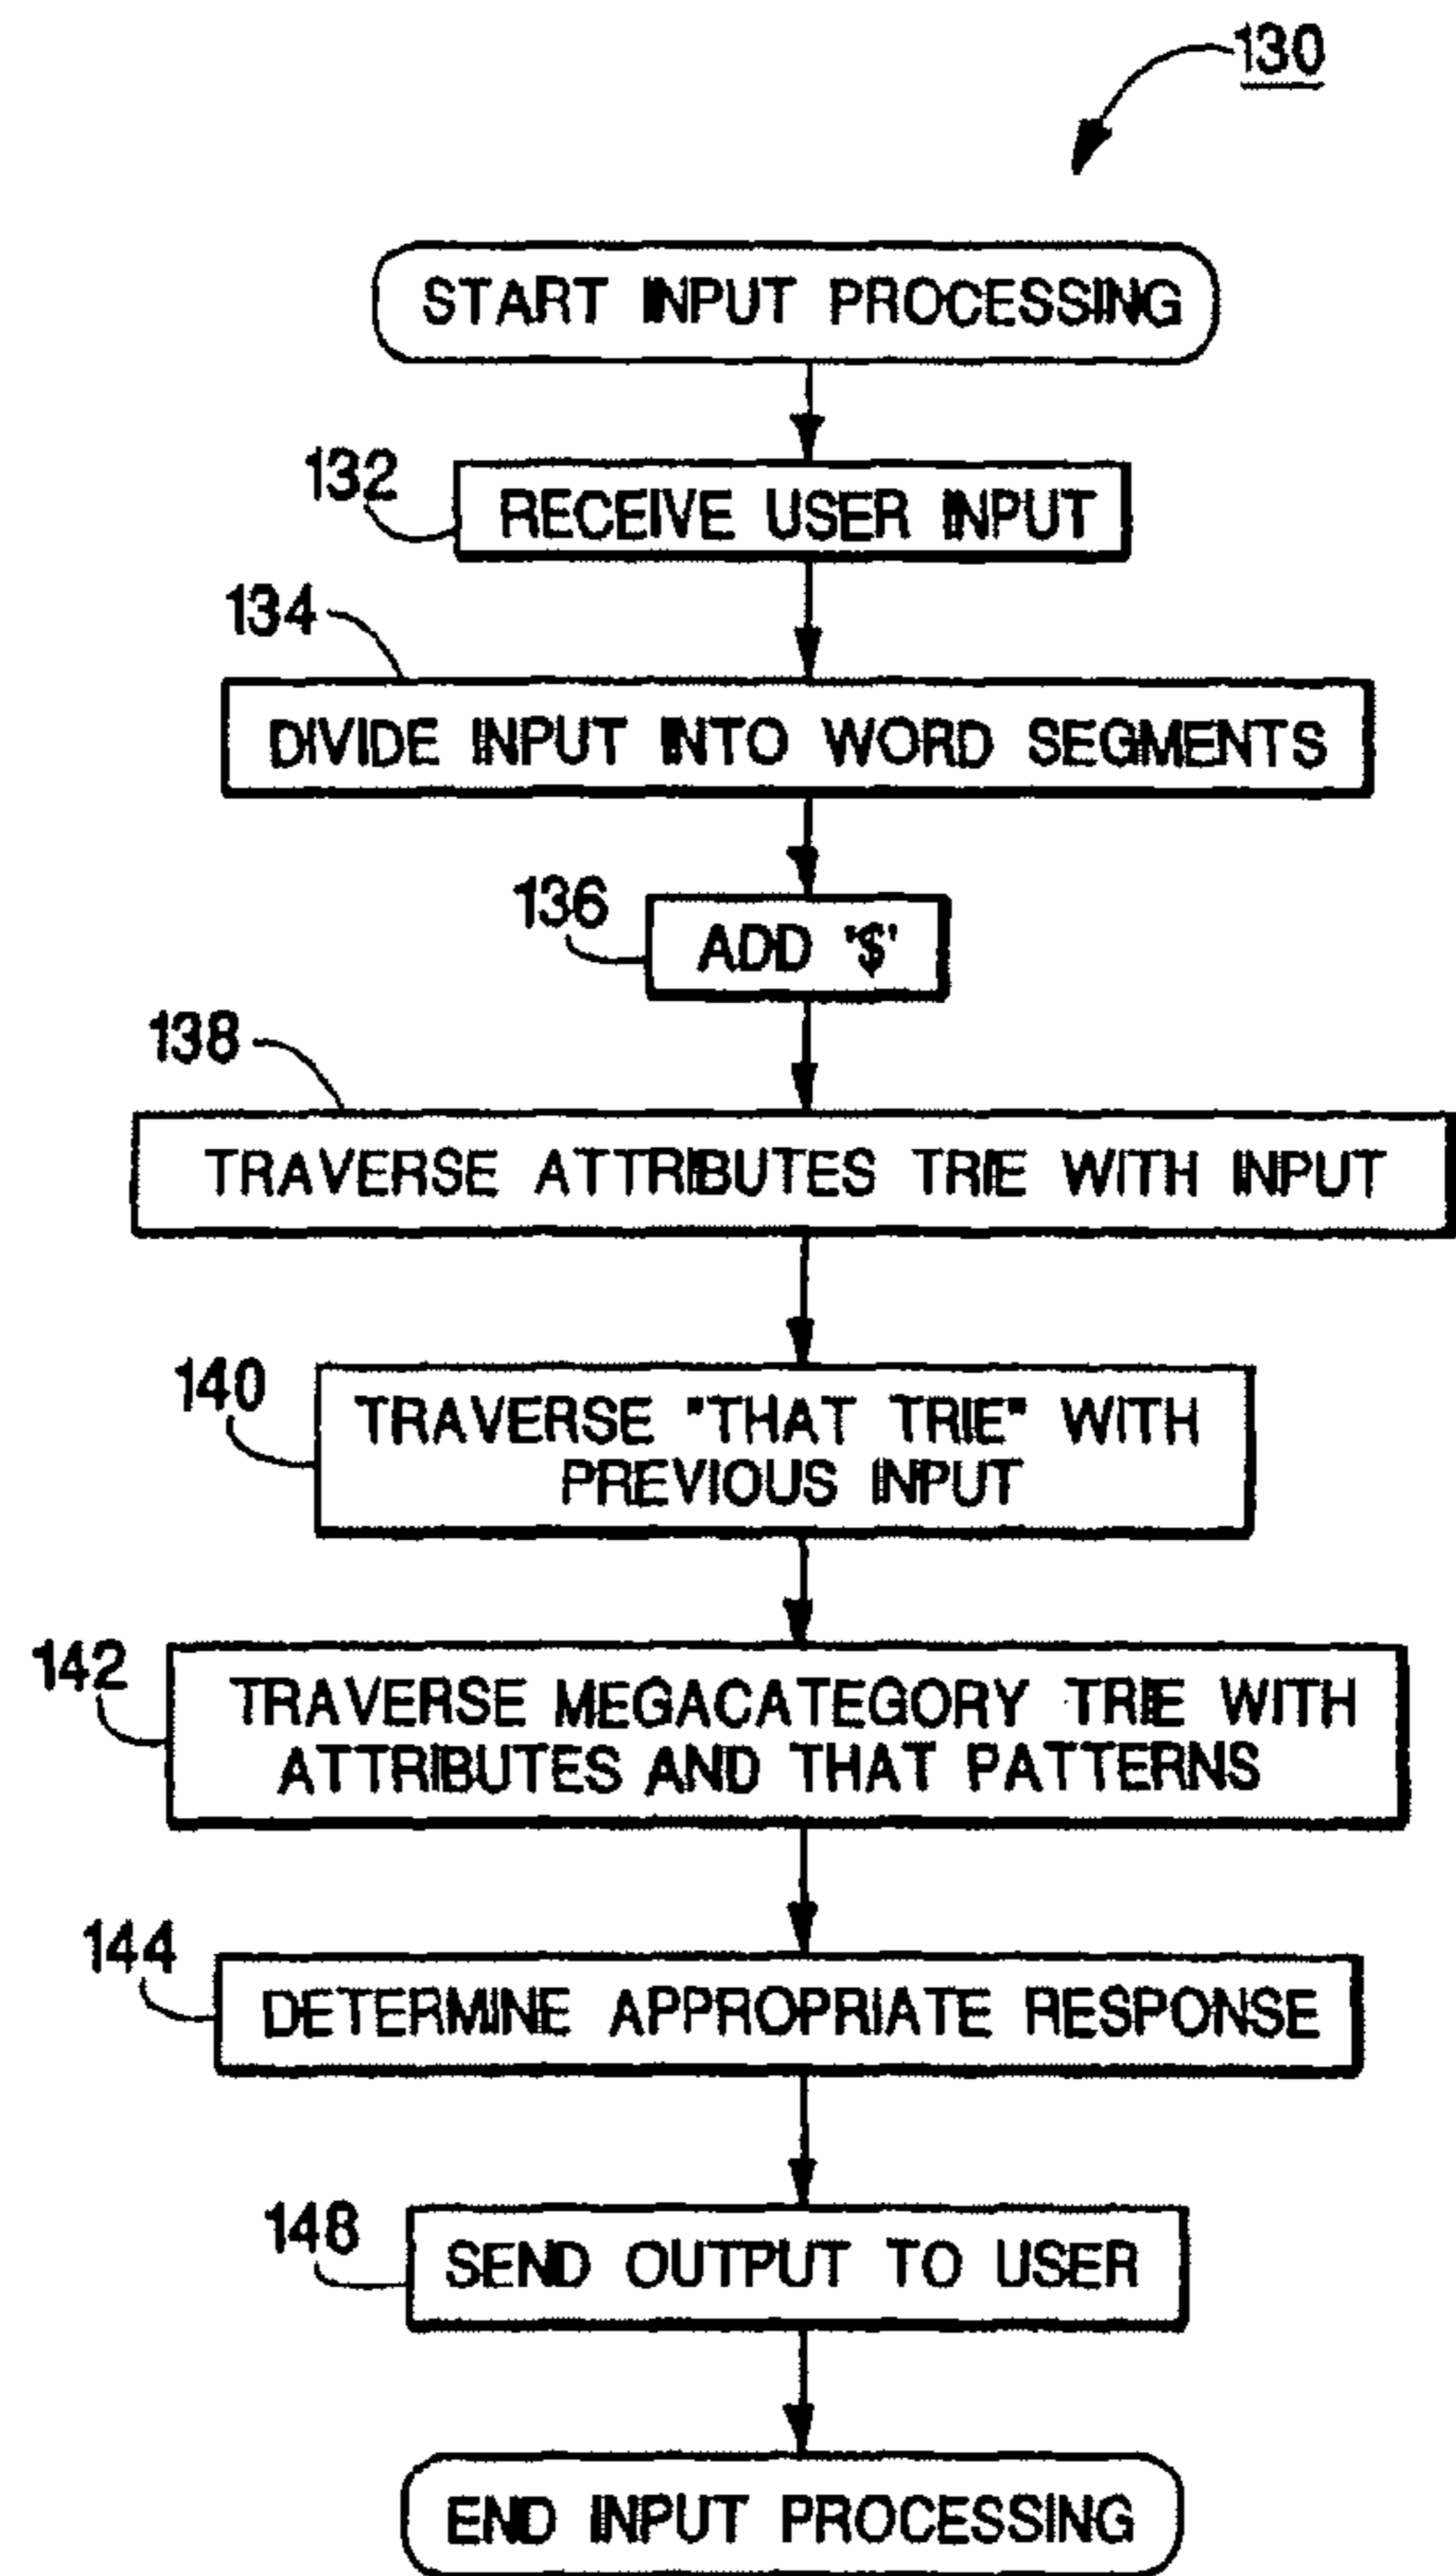 130
START INPUT PROCESSING
132
RECEIVE USER INPUT
134
DIVIDE INPUT INTO WORD SEGMENTS
136
ADD '$'
138
TRAVERSE ATTRIBUTES TRIE WITH INPUT
140
TRAVERSE "THAT TRIE" WITH
PREVIOUS INPUT
142
TRAVERSE MEGACATEGORY TRIE WITH
ATTRIBUTES AND THAT PATTERNS
144
DETERMINE APPROPRIATE RESPONSE
148
SEND OUTPUT TO USER
END INPUT PROCESSING